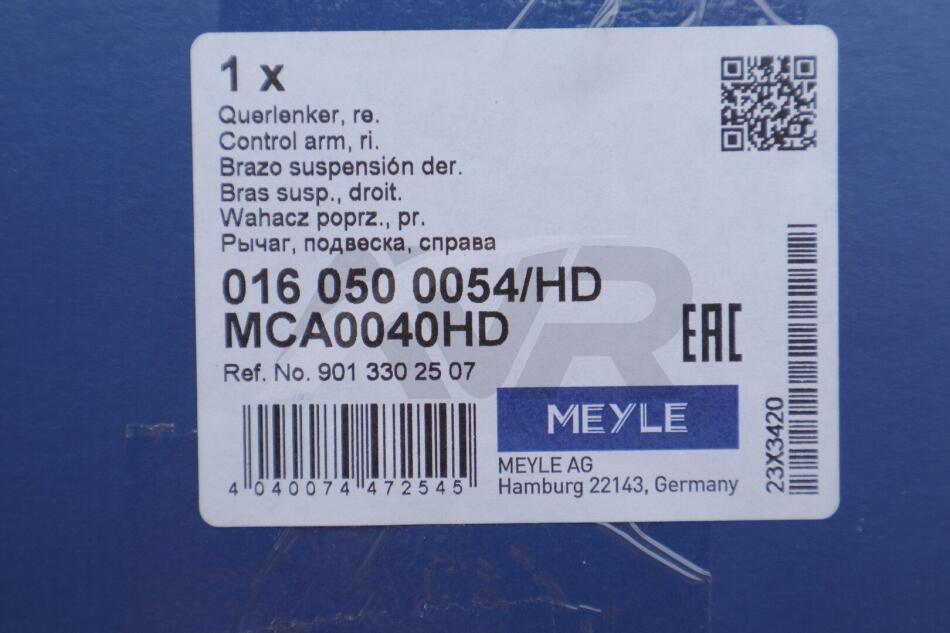 1 x
Querlenker, re.
Control arm, ri.
Brazo suspensión der.
Bras susp., droit.
Wahacz poprz., pr.
Рычаг, подвеска, справа
016 050 0054/HD
MCA0040HD
Ref. No. 901 330 25 07
EAC
MEYLE
MEYLE AG
Hamburg 22143, Germany
4 040074 472545
23X3420